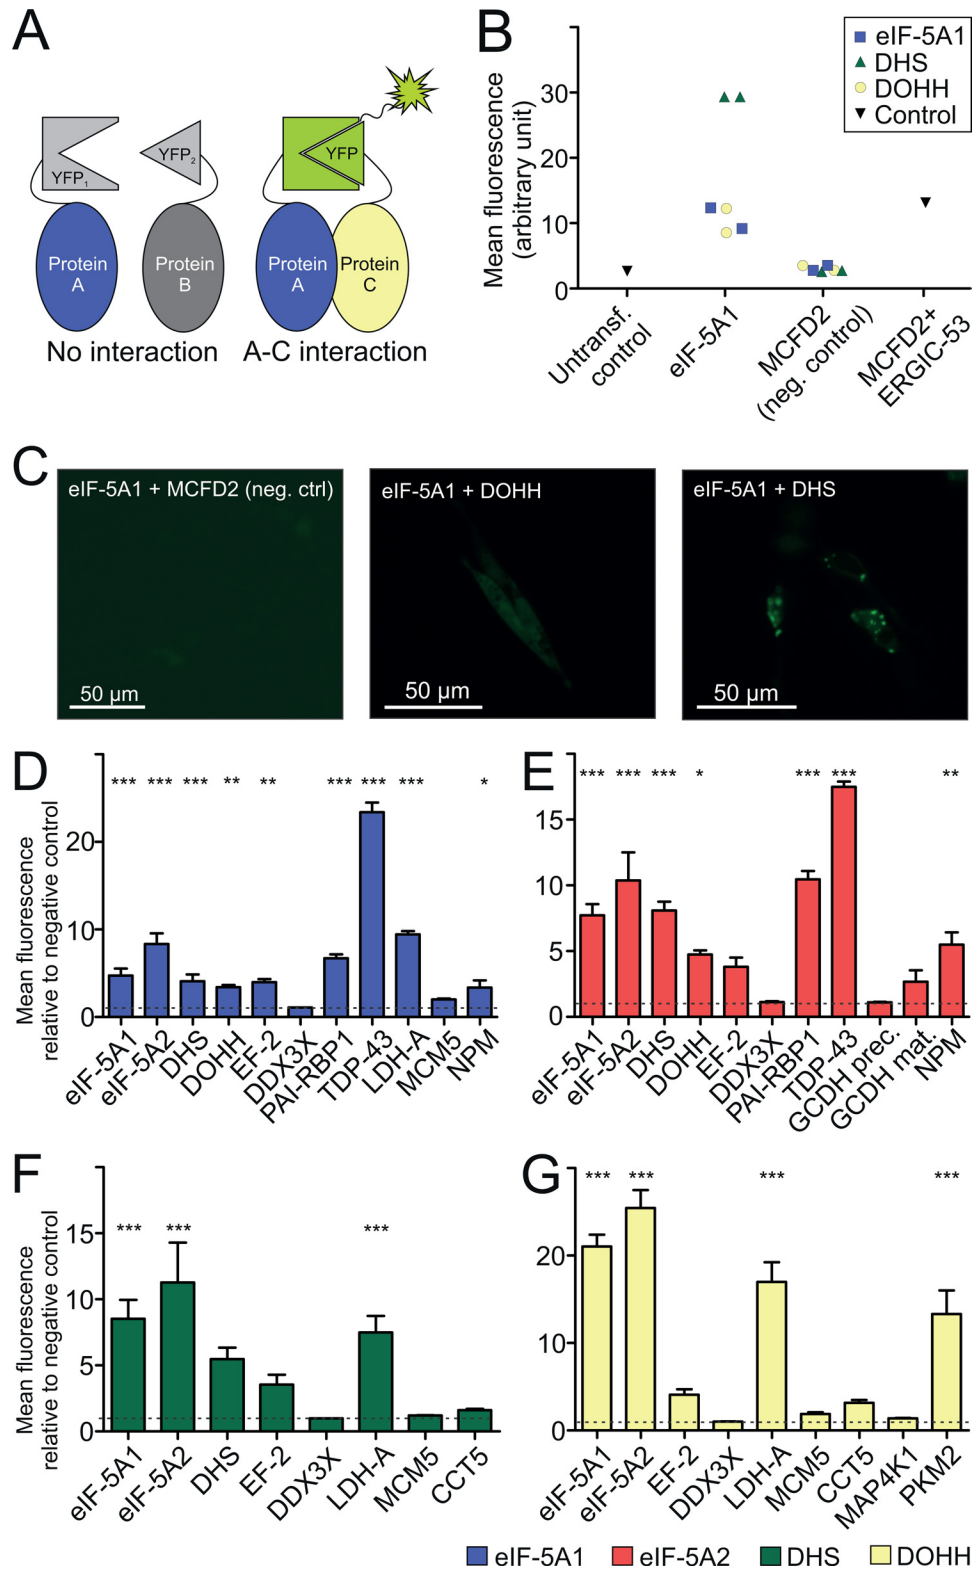 A
YFP1
YFP2
YFP
Protein A
Protein B
Protein A
Protein C
No interaction
A-C interaction
B
Mean fluorescence
(arbitrary unit)
30
20
10
0
eIF-5A1
DHS
DOHH
Control
Untransf. control
eIF-5A1
MCFD2 (neg. control)
MCFD2+ ERGIC-53
C
eIF-5A1 + MCFD2 (neg. ctrl)
50 µm
eIF-5A1 + DOHH
50 µm
eIF-5A1 + DHS
50 µm
D
Mean fluorescence
relative to negative control
*** *** *** ** ** *** *** *** *
20
10
0
eIF-5A1
eIF-5A2
DHS
DOHH
EF-2
DDX3X
PAI-RBP1
TDP-43
LDH-A
MCM5
NPM
E
*** *** *** * *** *** **
15
10
5
0
eIF-5A1
eIF-5A2
DHS
DOHH
EF-2
DDX3X
PAI-RBP1
TDP-43
GCDH prec.
GCDH mat.
NPM
F
Mean fluorescence
relative to negative control
*** *** ***
15
10
5
0
eIF-5A1
eIF-5A2
DHS
EF-2
DDX3X
LDH-A
MCM5
CCT5
G
*** *** *** ***
20
10
0
eIF-5A1
eIF-5A2
EF-2
DDX3X
LDH-A
MCM5
CCT5
MAP4K1
PKM2
eIF-5A1 eIF-5A2 DHS DOHH